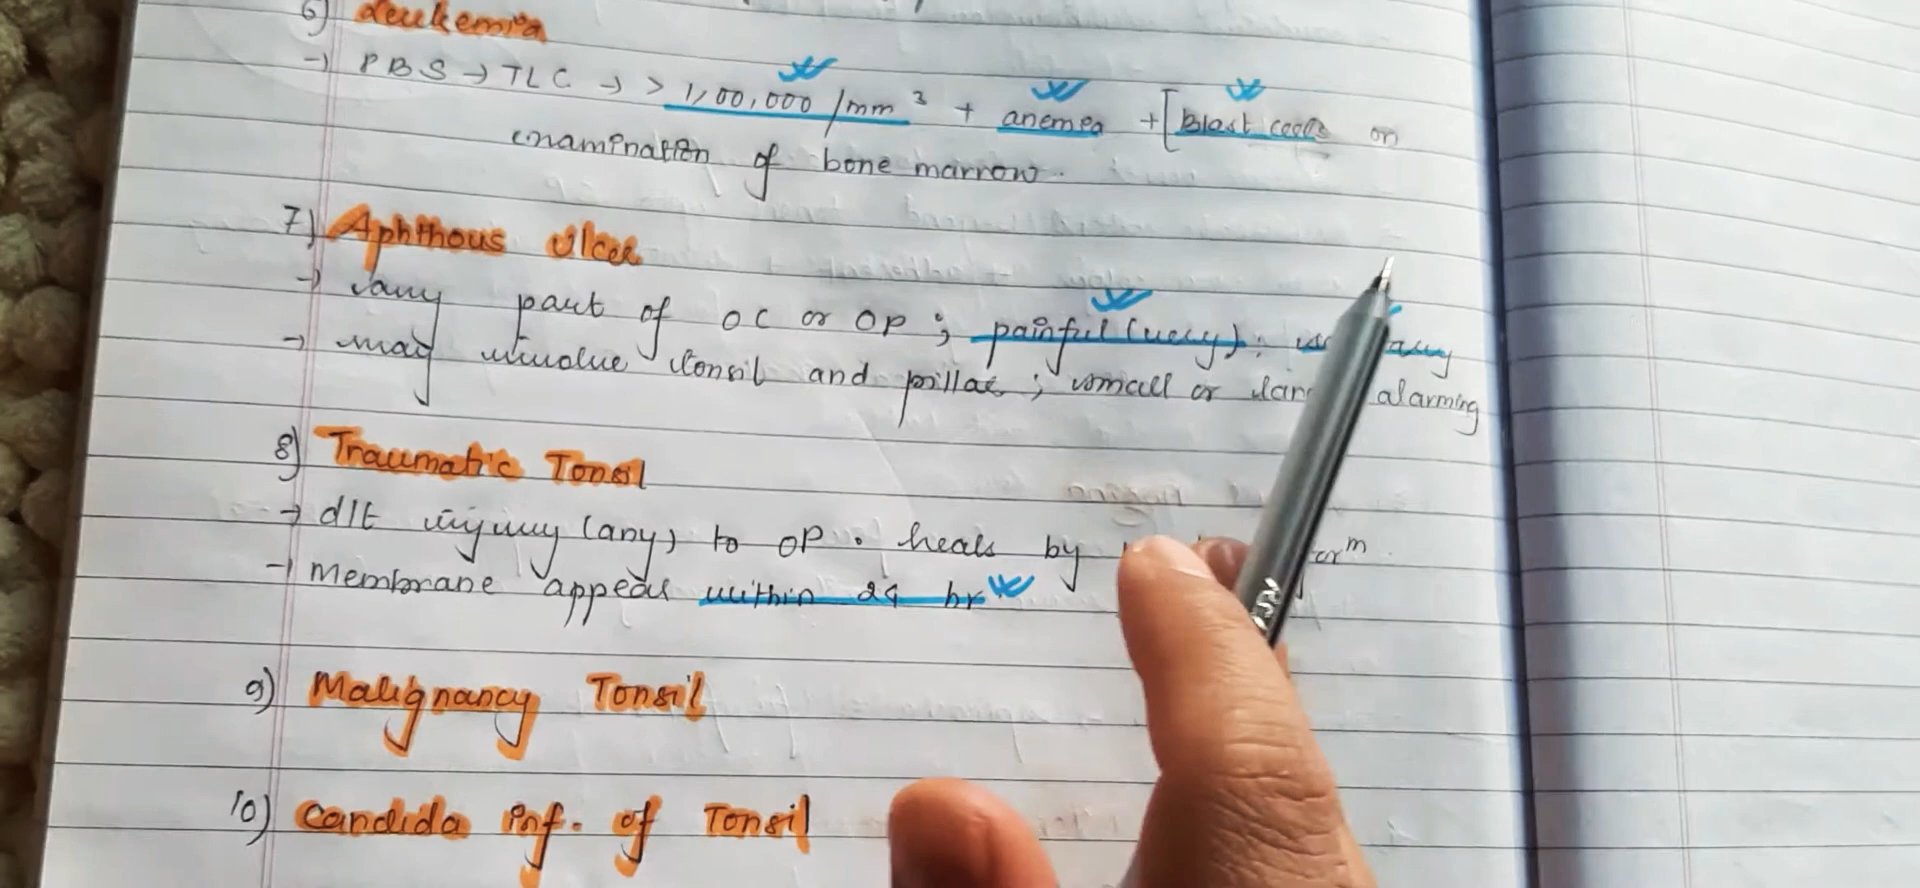 6) Leukemia
→ PBS → TLC → > 1,00,000 /mm³ + anemea + [Blast cells on
examination of bone marrow.
7) Aphthous Ulcer
→ any part of OC or OP ; painful (very) ;
→ may involve tonsil and pillar ; small or alarming
8) Traumatic Tonsil
→ d/t injury (any) to OP . heals by
→ Membrane appears within 24 hr
9) Malignancy Tonsil
10) Candida inf. of Tonsil